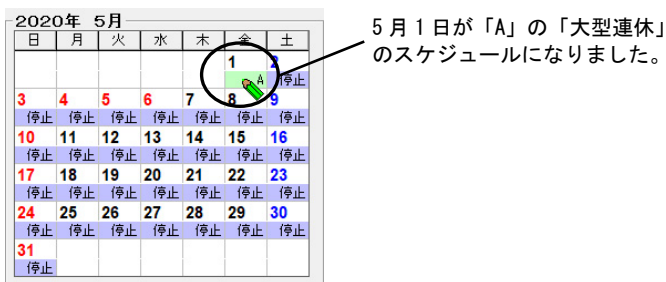 2020年 5月
日 月 火 水 木 金 土
1 2
A 停止
3 4 5 6 7 8 9
停止 停止 停止 停止 停止 停止 停止
10 11 12 13 14 15 16
停止 停止 停止 停止 停止 停止 停止
17 18 19 20 21 22 23
停止 停止 停止 停止 停止 停止 停止
24 25 26 27 28 29 30
停止 停止 停止 停止 停止 停止 停止
31
停止
5月1日が「A」の「大型連休」
のスケジュールになりました。